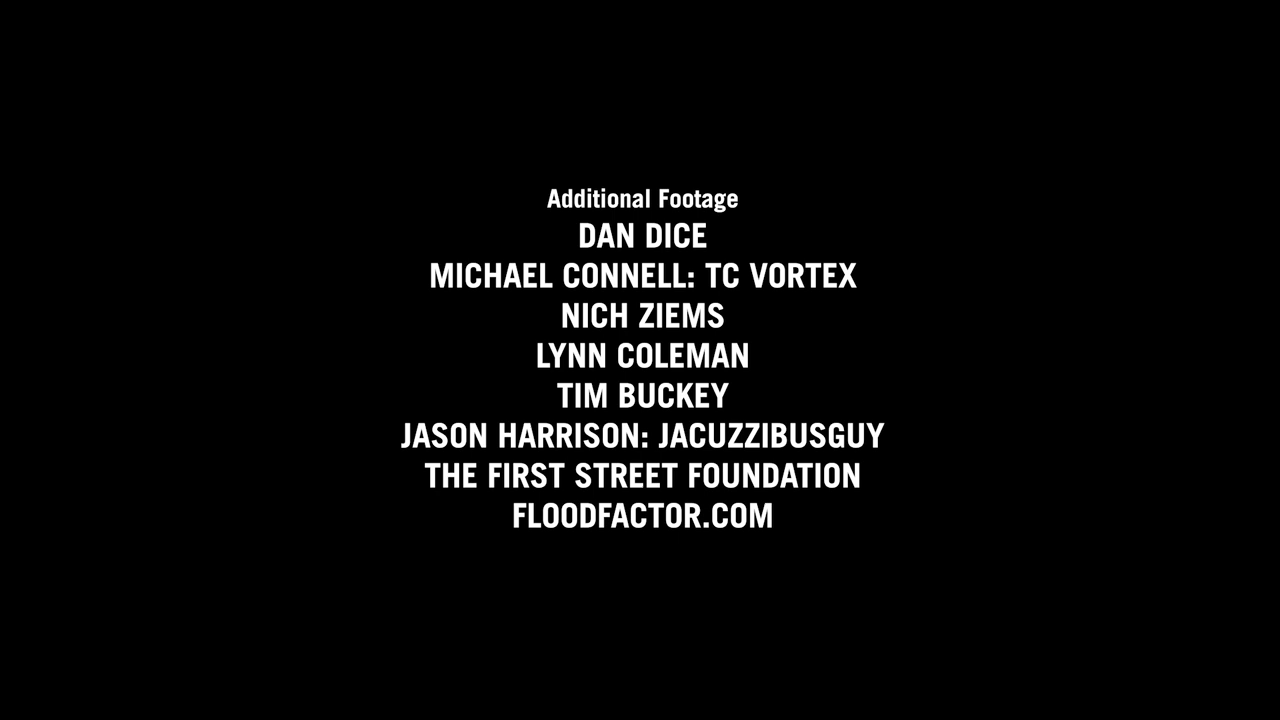 Additional Footage
DAN DICE
MICHAEL CONNELL: TC VORTEX
NICH ZIEMS
LYNN COLEMAN
TIM BUCKEY
JASON HARRISON: JACUZZIBUSGUY
THE FIRST STREET FOUNDATION
FLOODFACTOR.COM